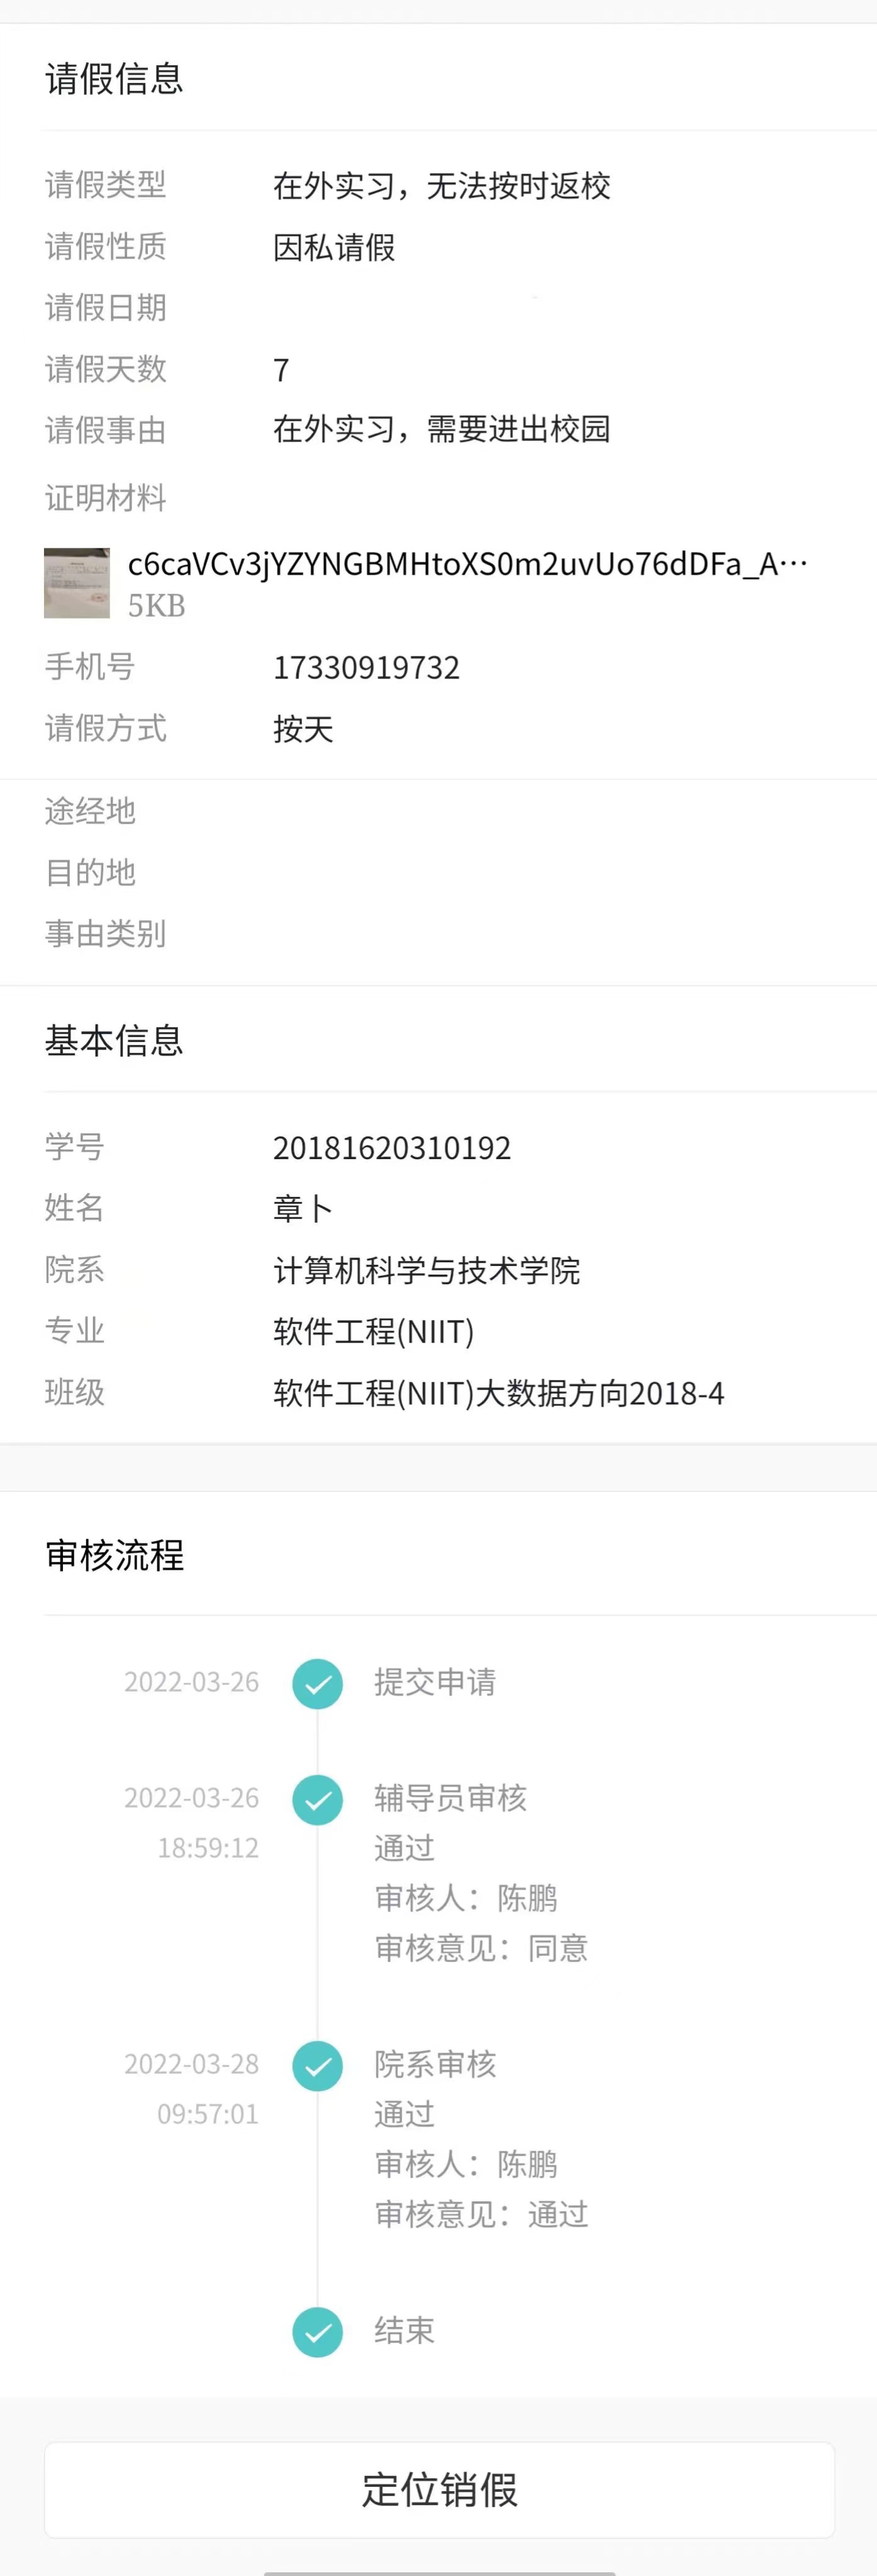 请假信息
请假类型 在外实习，无法按时返校
请假性质 因私请假
请假日期
请假天数 7
请假事由 在外实习，需要进出校园
证明材料
c6caVCv3jYZYNGBMHtoXS0m2uvUo76dDFa_A…
5KB
手机号 17330919732
请假方式 按天
途经地
目的地
事由类别
基本信息
学号 20181620310192
姓名 章卜
院系 计算机科学与技术学院
专业 软件工程(NIIT)
班级 软件工程(NIIT)大数据方向2018-4
审核流程
2022-03-26 提交申请
2022-03-26 辅导员审核
18:59:12 通过
审核人：陈鹏
审核意见：同意
2022-03-28 院系审核
09:57:01 通过
审核人：陈鹏
审核意见：通过
结束
定位销假